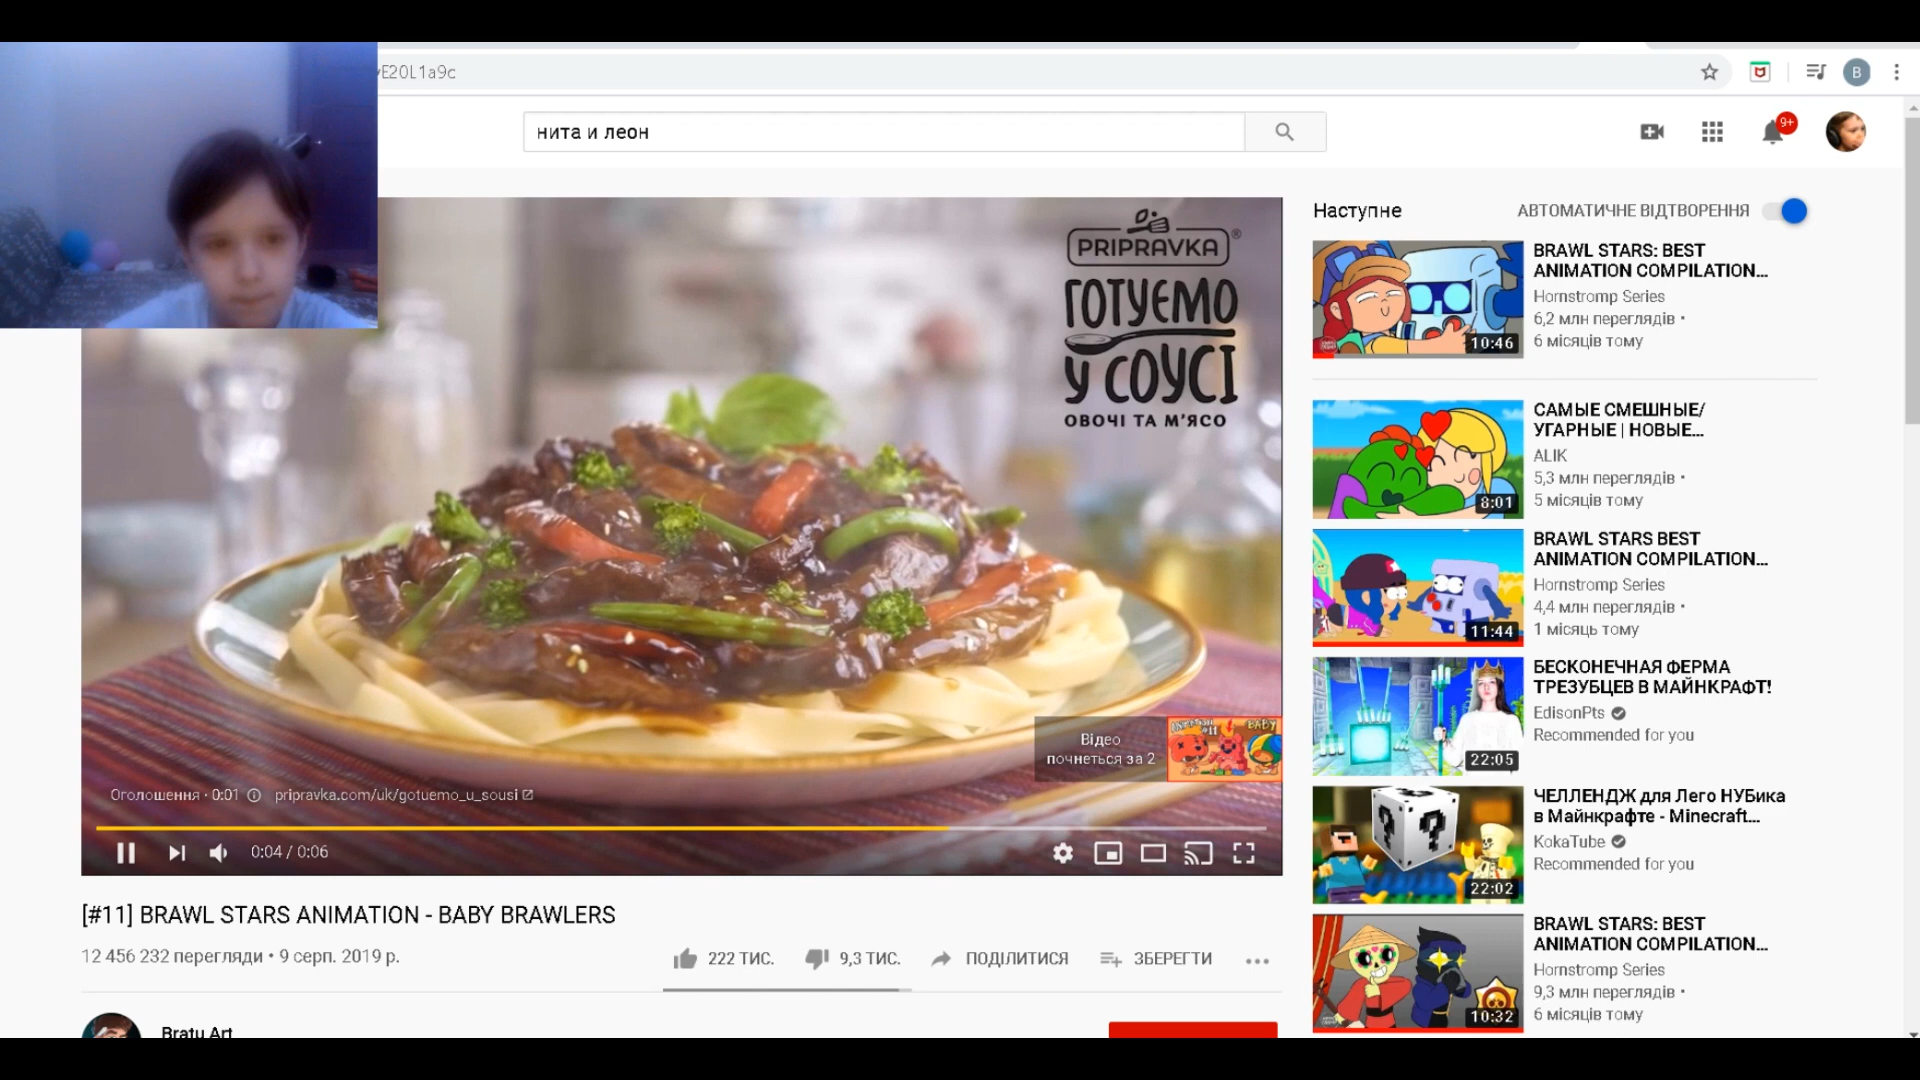 E20L1a9c
B
нита и леон
9+
PRIPRAVKA®
ГОТУЄМО
У СОУСІ
ОВОЧІ ТА М'ЯСО
Відео
почнеться за 2
Оголошення · 0:01 pripravka.com/uk/gotuemo_u_sousi
0:04 / 0:06
[#11] BRAWL STARS ANIMATION - BABY BRAWLERS
12 456 232 перегляди • 9 серп. 2019 р.
222 ТИС.
9,3 ТИС.
ПОДІЛИТИСЯ
ЗБЕРЕГТИ
Bratu Art
Наступне
АВТОМАТИЧНЕ ВІДТВОРЕННЯ
10:46
BRAWL STARS: BEST
ANIMATION COMPILATION...
Hornstromp Series
6,2 млн переглядів •
6 місяців тому
8:01
САМЫЕ СМЕШНЫЕ/
УГАРНЫЕ | НОВЫЕ...
ALIK
5,3 млн переглядів •
5 місяців тому
11:44
BRAWL STARS BEST
ANIMATION COMPILATION...
Hornstromp Series
4,4 млн переглядів •
1 місяць тому
22:05
БЕСКОНЕЧНАЯ ФЕРМА
ТРЕЗУБЦЕВ В МАЙНКРАФТ!
EdisonPts
Recommended for you
22:02
ЧЕЛЛЕНДЖ для Лего НУБика
в Майнкрафте - Minecraft...
KokaTube
Recommended for you
10:32
BRAWL STARS: BEST
ANIMATION COMPILATION...
Hornstromp Series
9,3 млн переглядів •
6 місяців тому